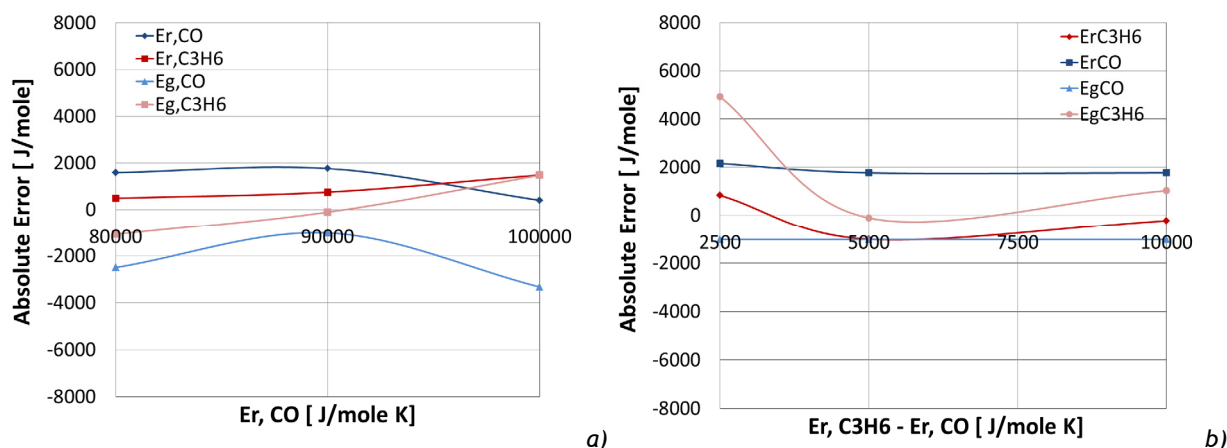 8000
6000
4000
2000
0
-2000
-4000
-6000
-8000
Absolute Error [ J/mole]
Er,CO
Er,C3H6
Eg,CO
Eg,C3H6
80000 90000 100000
Er, CO [ J/mole K]
a)
8000
6000
4000
2000
0
-2000
-4000
-6000
-8000
Absolute Error [ J/mole]
ErC3H6
ErCO
EgCO
EgC3H6
2500 5000 7500 10000
Er, C3H6 - Er, CO [ J/mole K]
b)